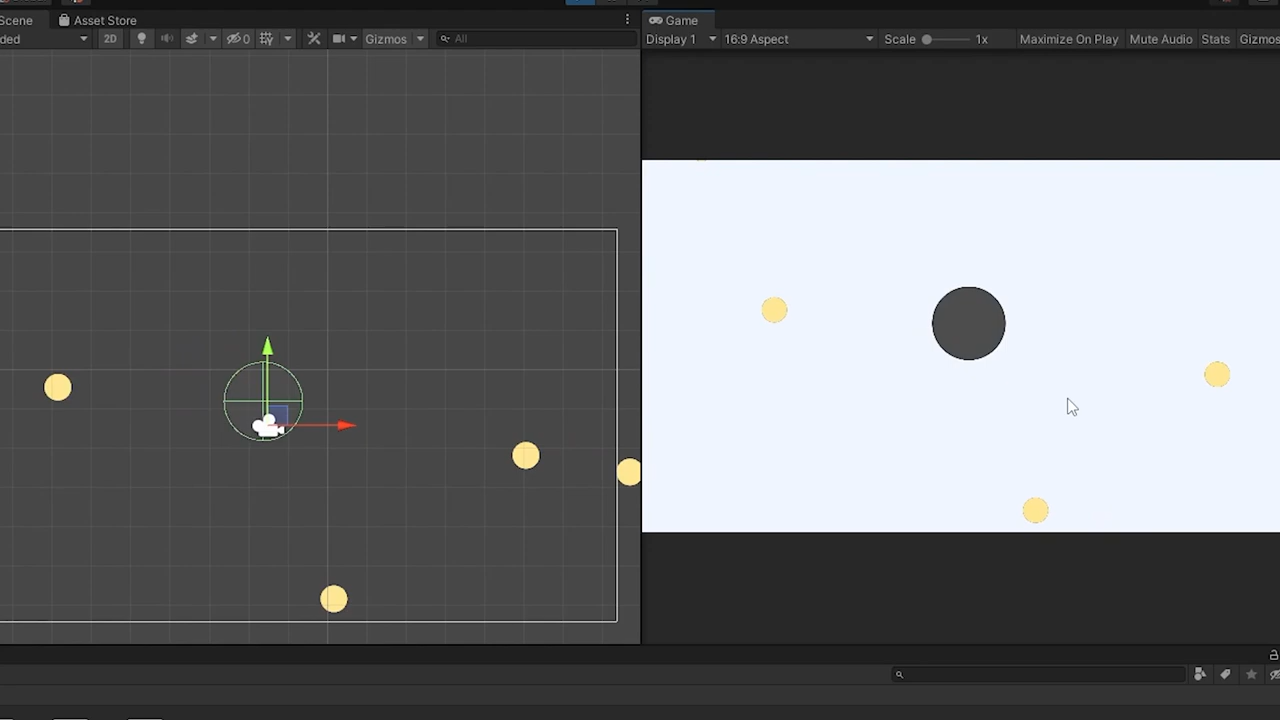 Scene
Asset Store
ded
2D
0
Gizmos
All
Game
Display 1
16:9 Aspect
Scale
1x
Maximize On Play
Mute Audio
Stats
Gizmos